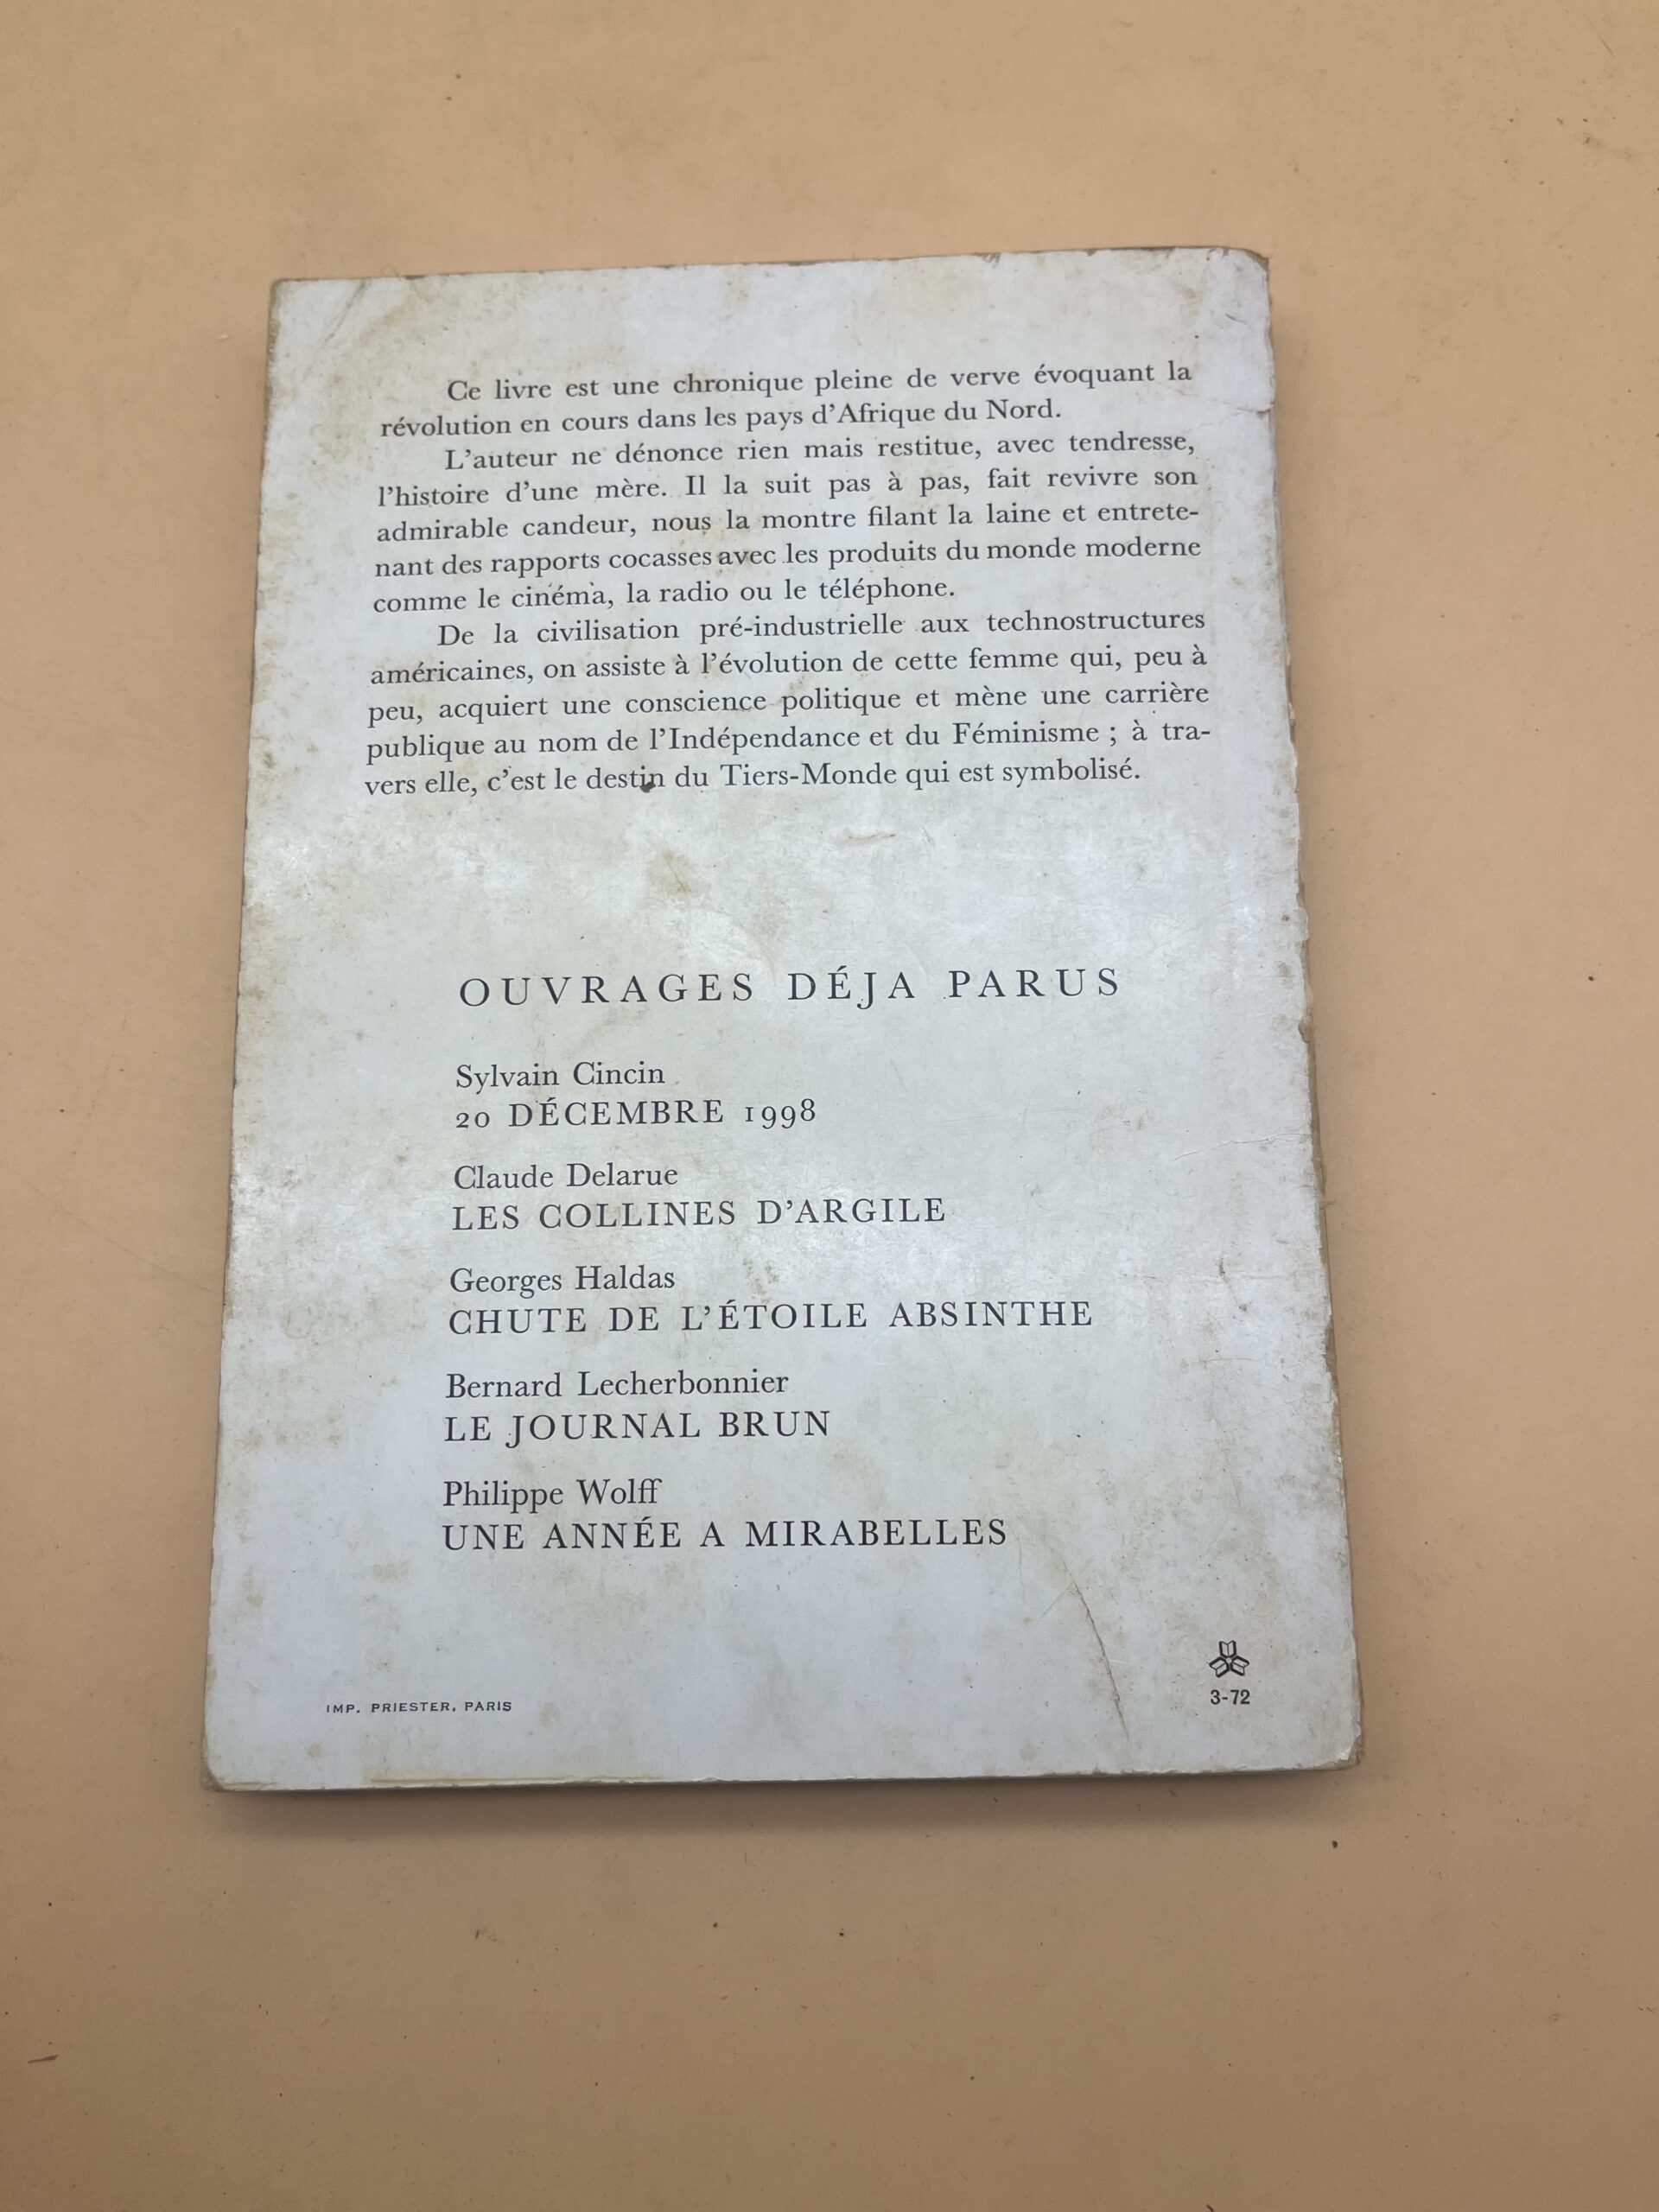 Ce livre est une chronique pleine de verve évoquant la
révolution en cours dans les pays d'Afrique du Nord.
L'auteur ne dénonce rien mais restitue, avec tendresse,
l'histoire d'une mère. Il la suit pas à pas, fait revivre son
admirable candeur, nous la montre filant la laine et entrete-
nant des rapports cocasses avec les produits du monde moderne
comme le cinéma, la radio ou le téléphone.
De la civilisation pré-industrielle aux technostructures
américaines, on assiste à l'évolution de cette femme qui, peu à
peu, acquiert une conscience politique et mène une carrière
publique au nom de l'Indépendance et du Féminisme ; à tra-
vers elle, c'est le destin du Tiers-Monde qui est symbolisé.
OUVRAGES DÉJA PARUS
Sylvain Cincin
20 DÉCEMBRE 1998
Claude Delarue
LES COLLINES D'ARGILE
Georges Haldas
CHUTE DE L'ÉTOILE ABSINTHE
Bernard Lecherbonnier
LE JOURNAL BRUN
Philippe Wolff
UNE ANNÉE A MIRABELLES
IMP. PRIESTER, PARIS
3-72